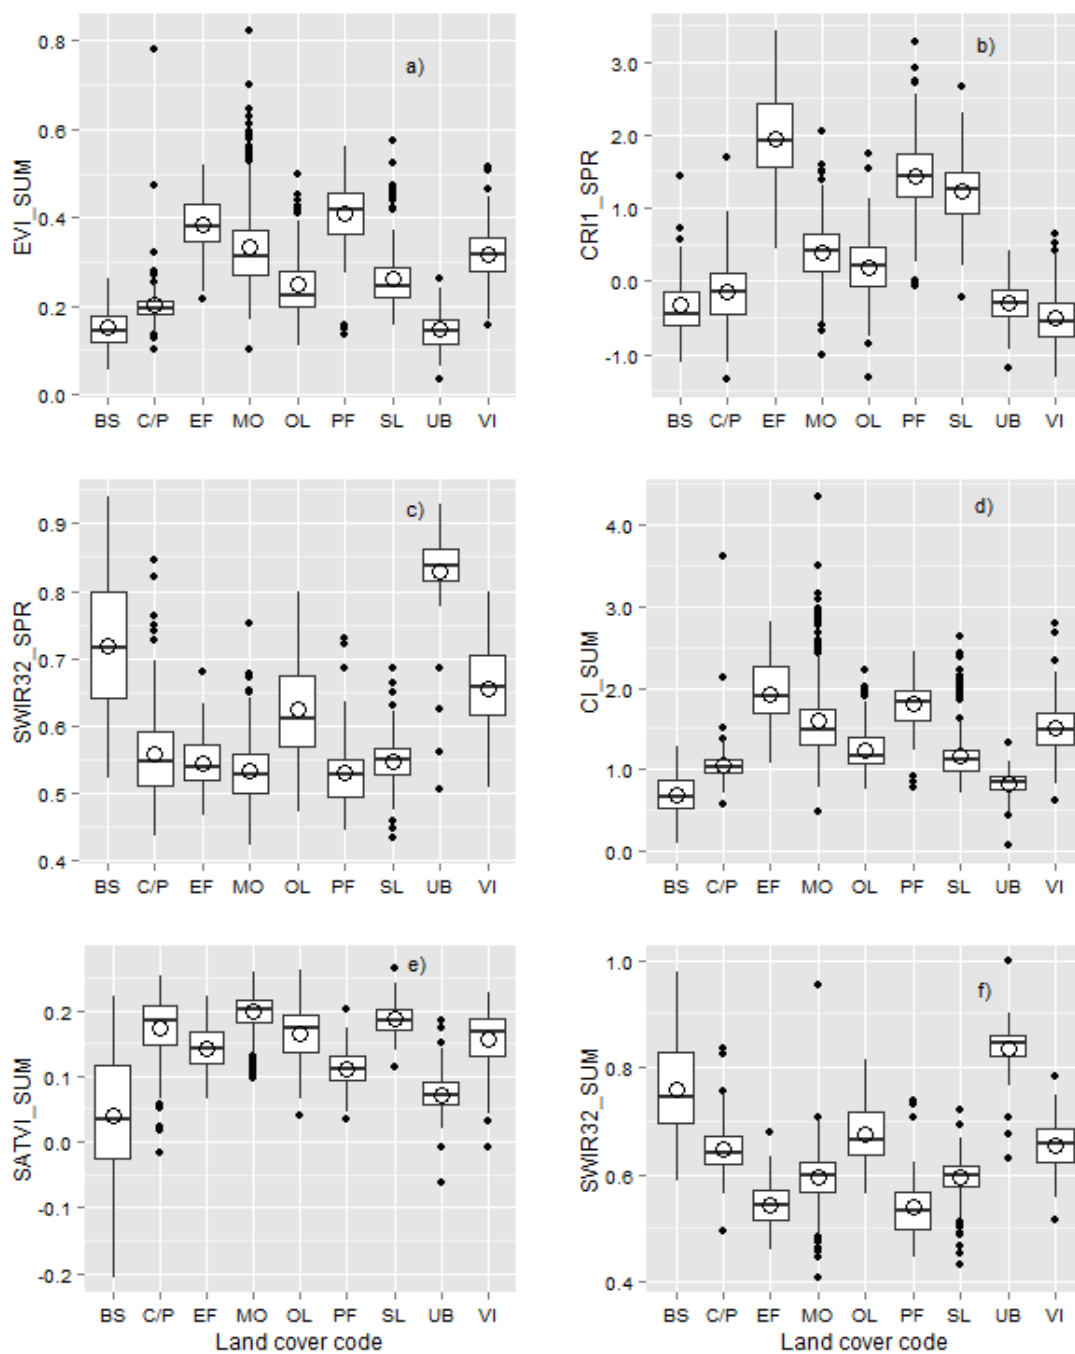 a)
EVI_SUM
0.8
0.6
0.4
0.2
0.0
BS C/P EF MO OL PF SL UB VI
b)
CRI1_SPR
3.0
2.0
1.0
0.0
-1.0
BS C/P EF MO OL PF SL UB VI
c)
SWIR32_SPR
0.9
0.8
0.7
0.6
0.5
0.4
BS C/P EF MO OL PF SL UB VI
d)
CI_SUM
4.0
3.0
2.0
1.0
0.0
BS C/P EF MO OL PF SL UB VI
e)
SATVI_SUM
0.2
0.1
0.0
-0.1
-0.2
BS C/P EF MO OL PF SL UB VI
Land cover code
f)
SWIR32_SUM
1.0
0.8
0.6
0.4
BS C/P EF MO OL PF SL UB VI
Land cover code